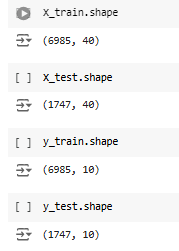 X_train.shape
(6985, 40)
[ ] X_test.shape
(1747, 40)
[ ] y_train.shape
(6985, 10)
[ ] y_test.shape
(1747, 10)